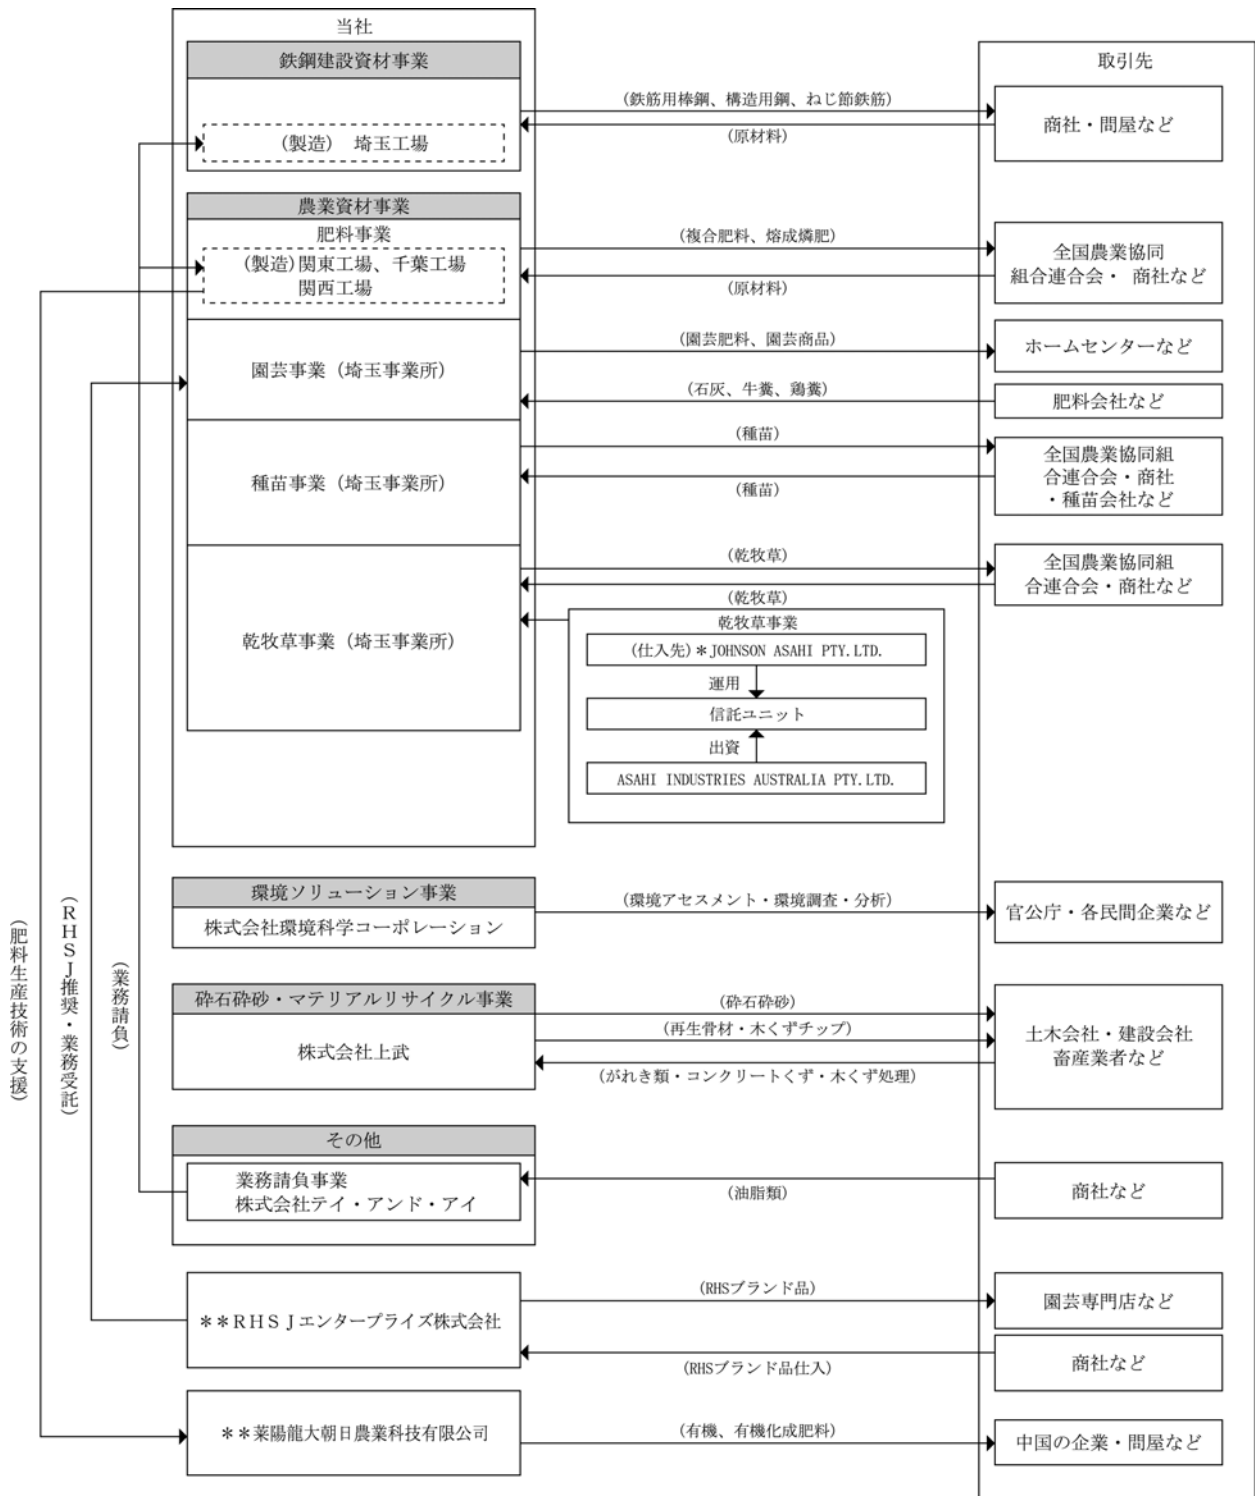 当社
鉄鋼建設資材事業
取引先
(鉄筋用棒鋼、構造用鋼、ねじ節鉄筋)
商社・問屋など
(原材料)
(製造) 埼玉工場
農業資材事業
肥料事業
(製造)関東工場、千葉工場
関西工場
(複合肥料、熔成燐肥)
全国農業協同
組合連合会・ 商社など
(原材料)
園芸事業（埼玉事業所）
(園芸肥料、園芸商品)
ホームセンターなど
(石灰、牛糞、鶏糞)
肥料会社など
種苗事業（埼玉事業所）
(種苗)
全国農業協同組
合連合会・商社
・種苗会社など
(種苗)
乾牧草事業（埼玉事業所）
(乾牧草)
全国農業協同組
合連合会・商社など
(乾牧草)
乾牧草事業
(仕入先)＊JOHNSON ASAHI PTY.LTD.
運用
信託ユニット
出資
ASAHI INDUSTRIES AUSTRALIA PTY.LTD.
環境ソリューション事業
株式会社環境科学コーポレーション
(環境アセスメント・環境調査・分析)
官公庁・各民間企業など
砕石砕砂・マテリアルリサイクル事業
株式会社上武
(砕石砕砂)
(再生骨材・木くずチップ)
(がれき類・コンクリートくず・木くず処理)
土木会社・建設会社
畜産業者など
その他
業務請負事業
株式会社テイ・アンド・アイ
(油脂類)
商社など
＊＊ＲＨＳＪエンタープライズ株式会社
(RHSブランド品)
園芸専門店など
(RHSブランド品仕入)
商社など
＊＊莱陽龍大朝日農業科技有限公司
(有機、有機化成肥料)
中国の企業・問屋など
(肥料生産技術の支援)
(ＲＨＳＪ推奨・業務受託)
(業務請負)